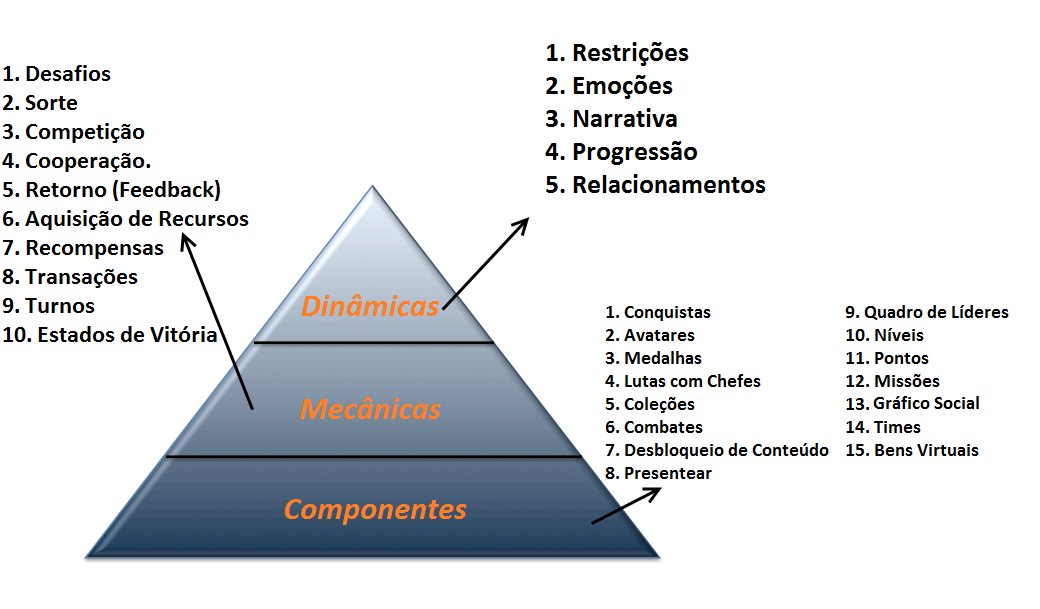 1. Desafios
2. Sorte
3. Competição
4. Cooperação.
5. Retorno (Feedback)
6. Aquisição de Recursos
7. Recompensas
8. Transações
9. Turnos
10. Estados de Vitória
1. Restrições
2. Emoções
3. Narrativa
4. Progressão
5. Relacionamentos
Dinâmicas
Mecânicas
Componentes
1. Conquistas
2. Avatares
3. Medalhas
4. Lutas com Chefes
5. Coleções
6. Combates
7. Desbloqueio de Conteúdo
8. Presentear
9. Quadro de Líderes
10. Níveis
11. Pontos
12. Missões
13. Gráfico Social
14. Times
15. Bens Virtuais